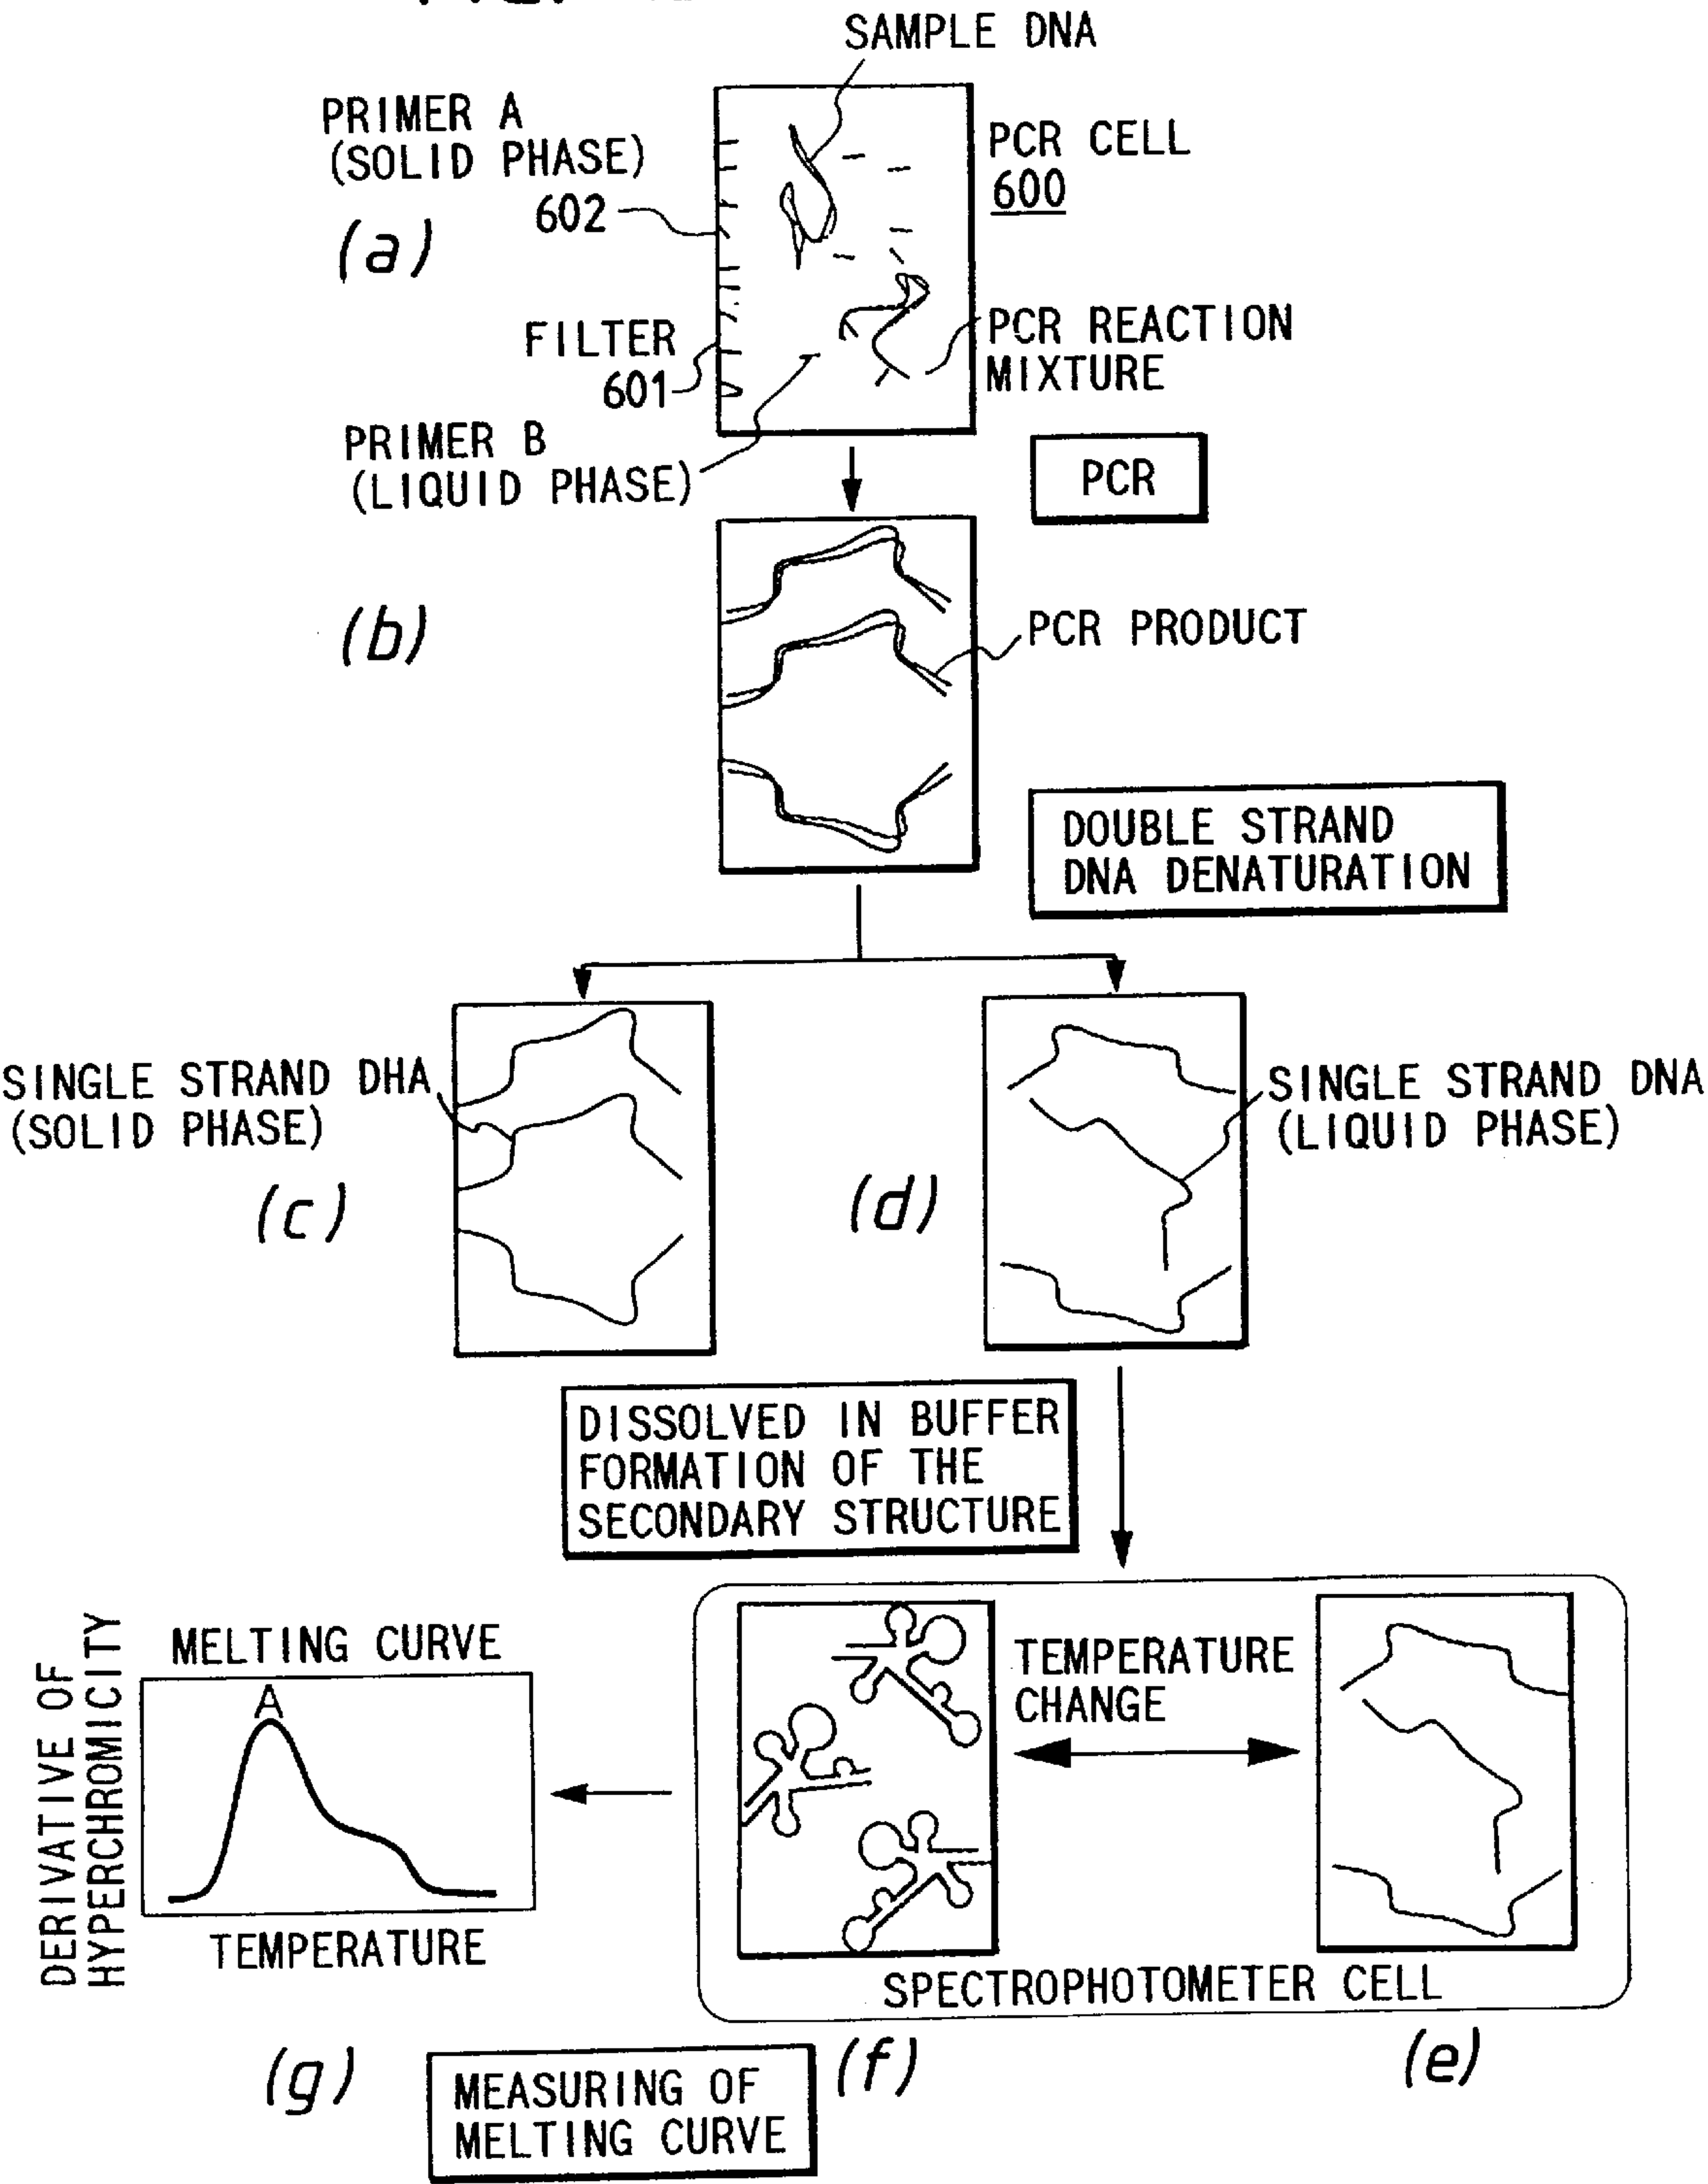 SAMPLE DNA
PRIMER A
(SOLID PHASE)
602
(a)
PCR CELL
600
FILTER
601
PCR REACTION
MIXTURE
PRIMER B
(LIQUID PHASE)
PCR
(b)
PCR PRODUCT
DOUBLE STRAND
DNA DENATURATION
SINGLE STRAND DHA
(SOLID PHASE)
(c)
(d)
SINGLE STRAND DNA
(LIQUID PHASE)
DISSOLVED IN BUFFER
FORMATION OF THE
SECONDARY STRUCTURE
DERIVATIVE OF
HYPERCHROMICITY
MELTING CURVE
A
TEMPERATURE
TEMPERATURE
CHANGE
SPECTROPHOTOMETER CELL
(g)
MEASURING OF
MELTING CURVE
(f)
(e)